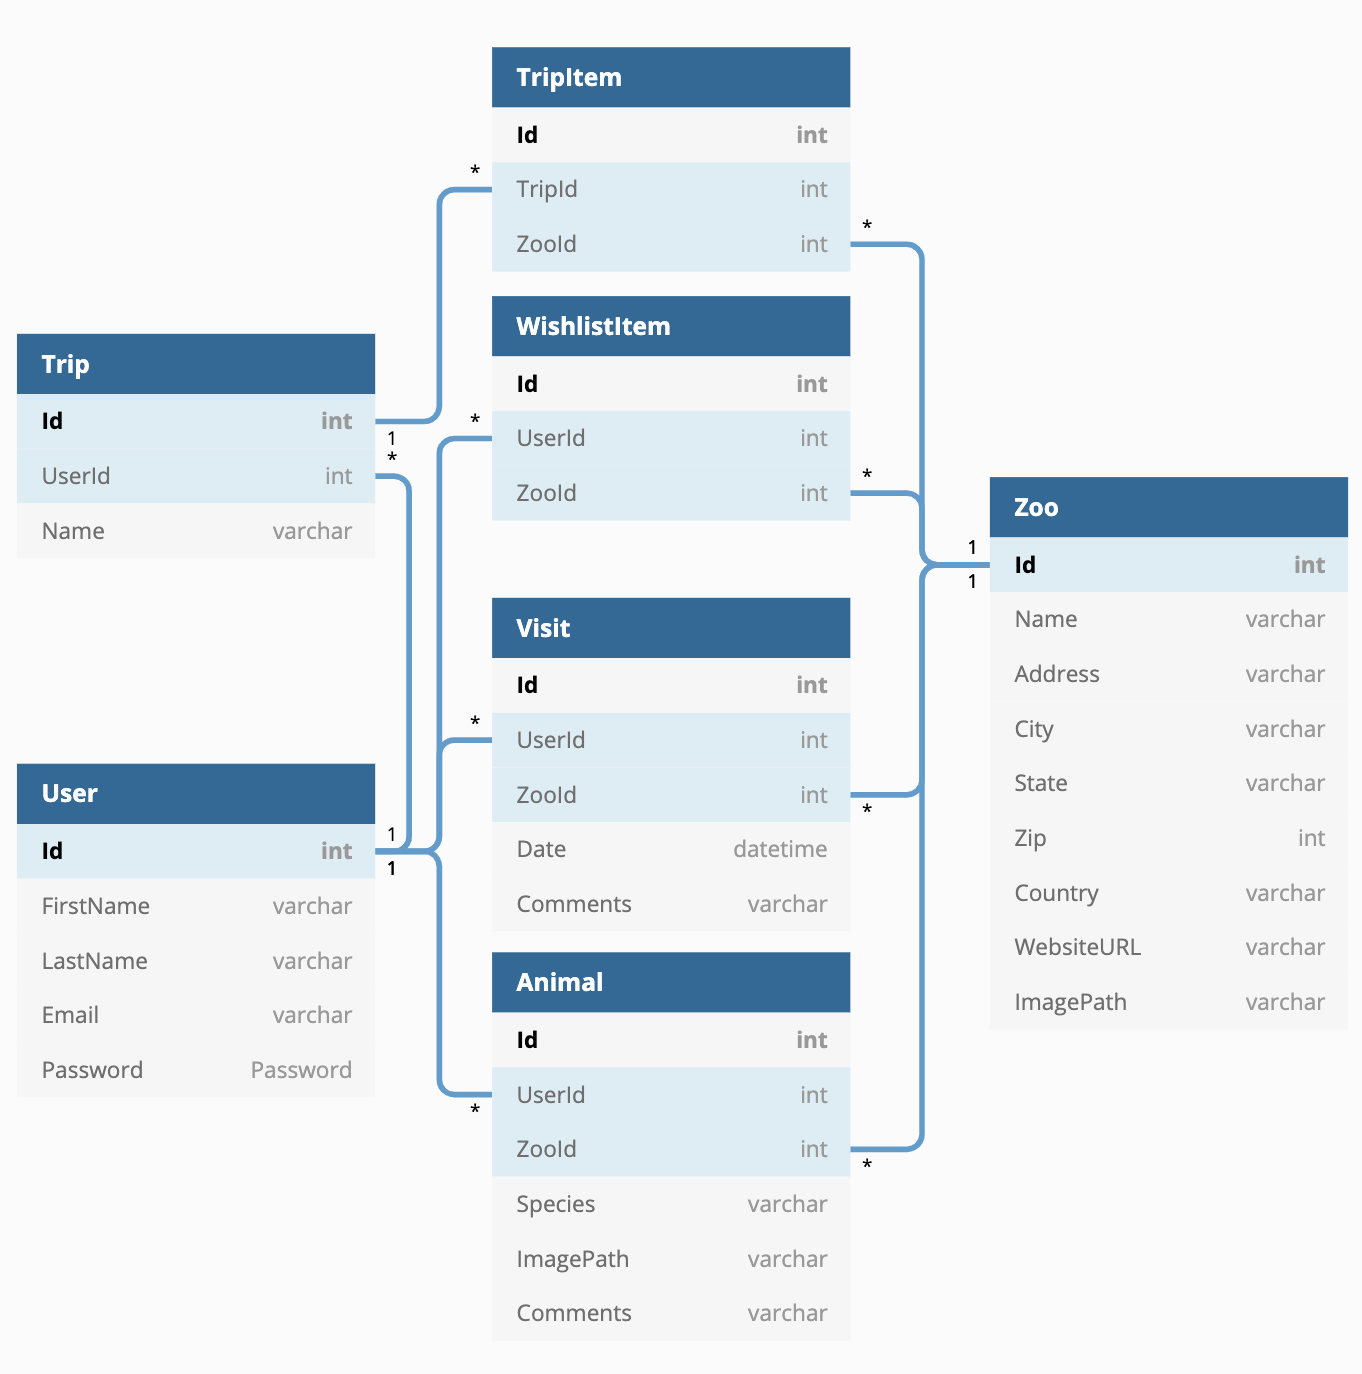 TripItem
Id int
TripId int
ZooId int
*
*
WishlistItem
Id int
UserId int
ZooId int
*
*
Trip
Id int
UserId int
Name varchar
1
*
Zoo
Id int
Name varchar
Address varchar
City varchar
State varchar
Zip int
Country varchar
WebsiteURL varchar
ImagePath varchar
1
1
Visit
Id int
UserId int
ZooId int
Date datetime
Comments varchar
*
*
User
Id int
FirstName varchar
LastName varchar
Email varchar
Password Password
1
1
Animal
Id int
UserId int
ZooId int
Species varchar
ImagePath varchar
Comments varchar
*
*